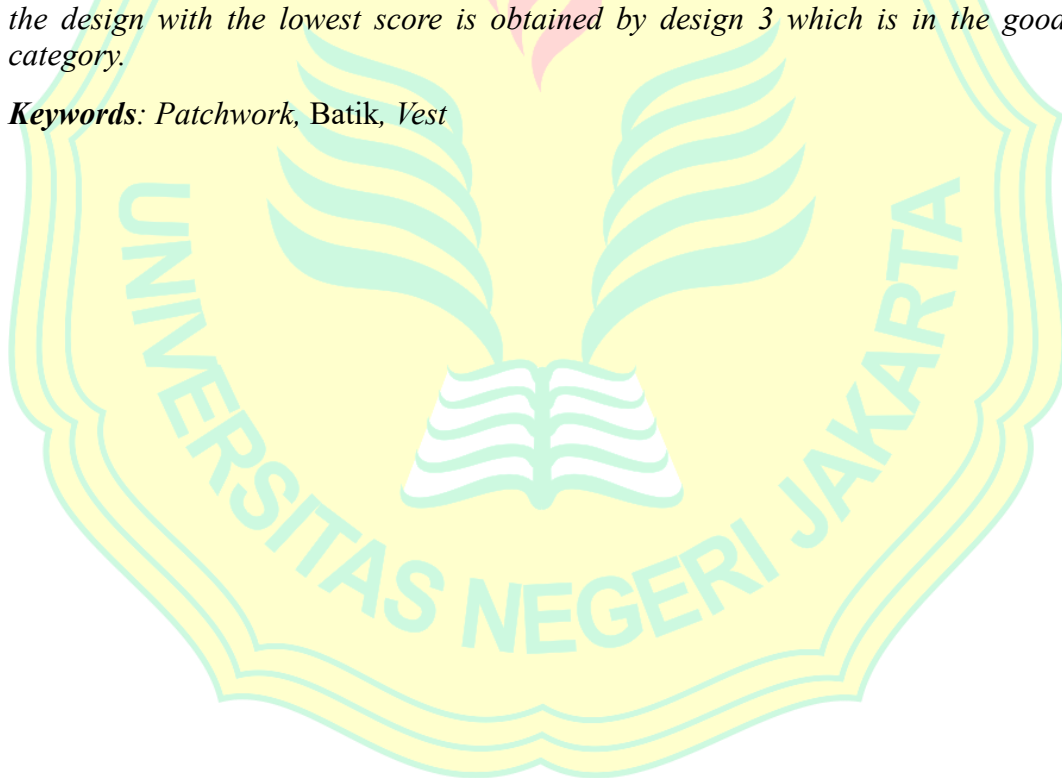 the design with the lowest score is obtained by design 3 which is in the good
category.
Keywords: Patchwork, Batik, Vest
UNIVERSITAS NEGERI JAKARTA